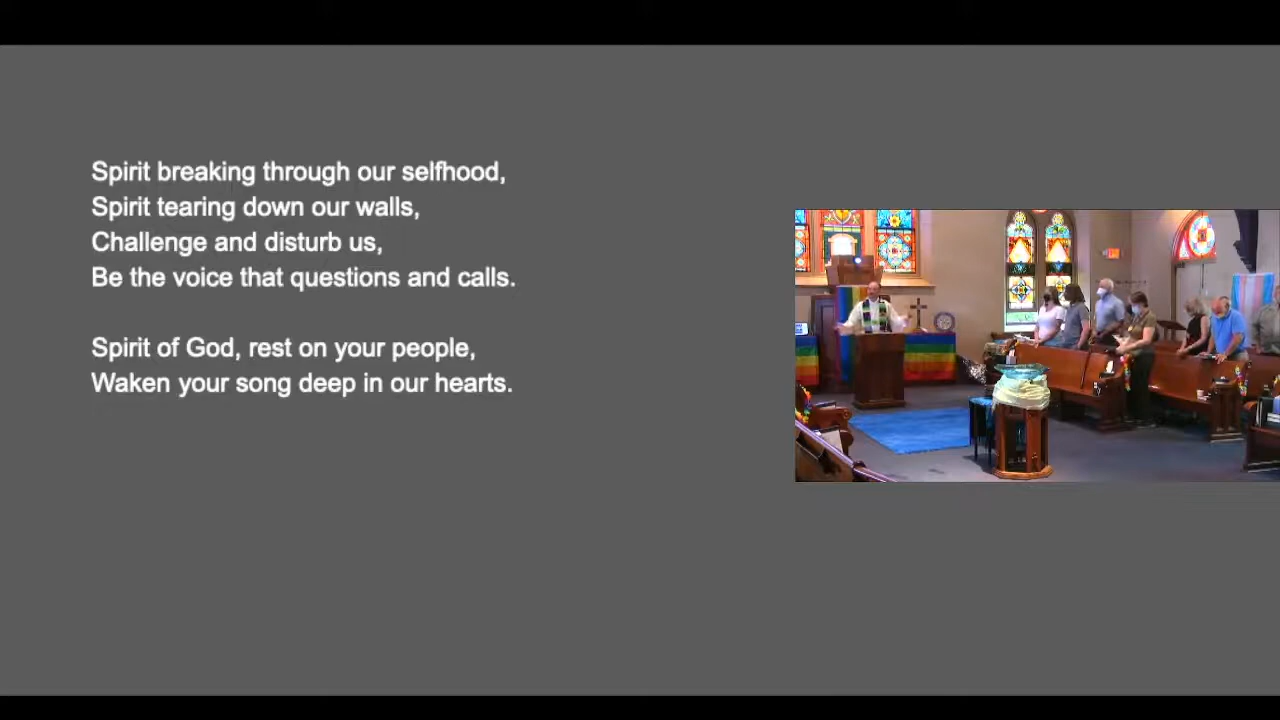 Spirit breaking through our selfhood,
Spirit tearing down our walls,
Challenge and disturb us,
Be the voice that questions and calls.
Spirit of God, rest on your people,
Waken your song deep in our hearts.